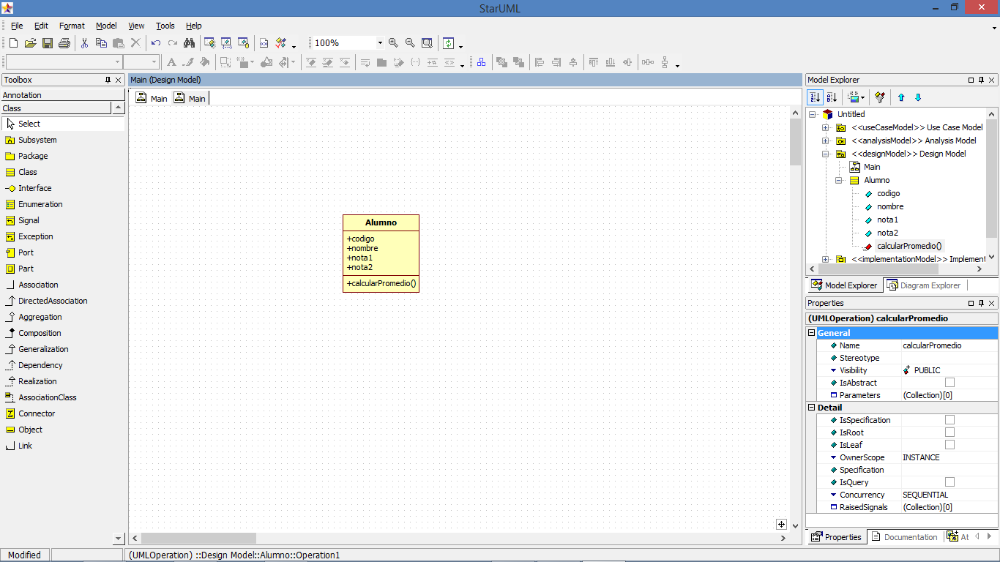 StarUML
File Edit Format Model View Tools Help
100%
Toolbox
Annotation
Class
Select
Subsystem
Package
Class
Interface
Enumeration
Signal
Exception
Port
Part
Association
DirectedAssociation
Aggregation
Composition
Generalization
Dependency
Realization
AssociationClass
Connector
Object
Link
Main (Design Model)
Main Main
Alumno
+codigo
+nombre
+nota1
+nota2
+calcularPromedio()
Model Explorer
Untitled
<<useCaseModel>> Use Case Model
<<analysisModel>> Analysis Model
<<designModel>> Design Model
Main
Alumno
codigo
nombre
nota1
nota2
calcularPromedio()
<<implementationModel>> Implement
Model Explorer Diagram Explorer
Properties
(UMLOperation) calcularPromedio
General
Name calcularPromedio
Stereotype
Visibility PUBLIC
IsAbstract
Parameters (Collection)[0]
Detail
IsSpecification
IsRoot
IsLeaf
OwnerScope INSTANCE
Specification
IsQuery
Concurrency SEQUENTIAL
RaisedSignals (Collection)[0]
Properties Documentation At
Modified
(UMLOperation) ::Design Model::Alumno::Operation1